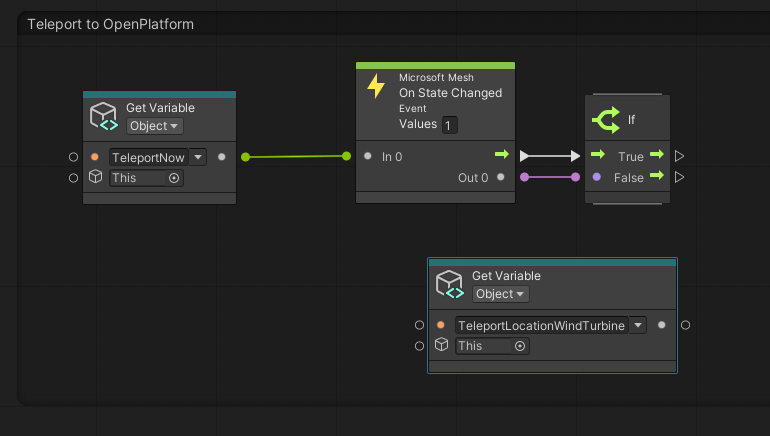 Teleport to OpenPlatform
Get Variable
Object
TeleportNow
This
Microsoft Mesh
On State Changed
Event
Values 1
In 0
Out 0
If
True
False
Get Variable
Object
TeleportLocationWindTurbine
This